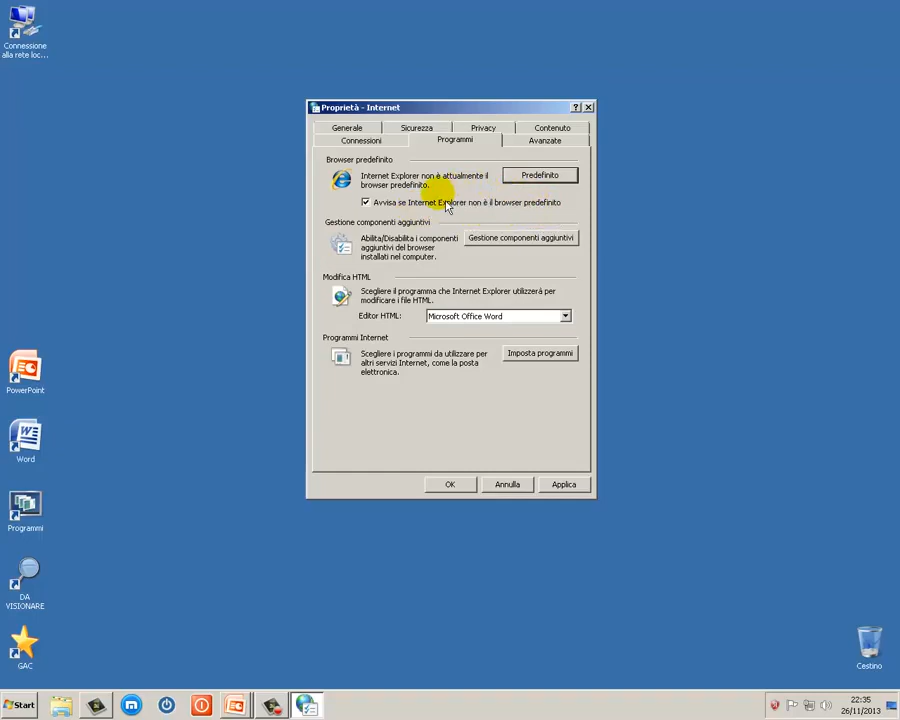 Connessione
alla rete loc...
Proprietà - Internet
Generale
Sicurezza
Privacy
Contenuto
Connessioni
Programmi
Avanzate
Browser predefinito
Internet Explorer non è attualmente il
browser predefinito.
Predefinito
Avvisa se Internet Explorer non è il browser predefinito
Gestione componenti aggiuntivi
Abilita/Disabilita i componenti
aggiuntivi del browser
installati nel computer.
Gestione componenti aggiuntivi
Modifica HTML
Scegliere il programma che Internet Explorer utilizzerà per
modificare i file HTML.
Editor HTML:
Microsoft Office Word
Programmi Internet
Scegliere i programmi da utilizzare per
altri servizi Internet, come la posta
elettronica.
Imposta programmi
OK
Annulla
Applica
PowerPoint
Word
Programmi
DA
VISIONARE
GAC
Cestino
Start
22:35
26/11/2013